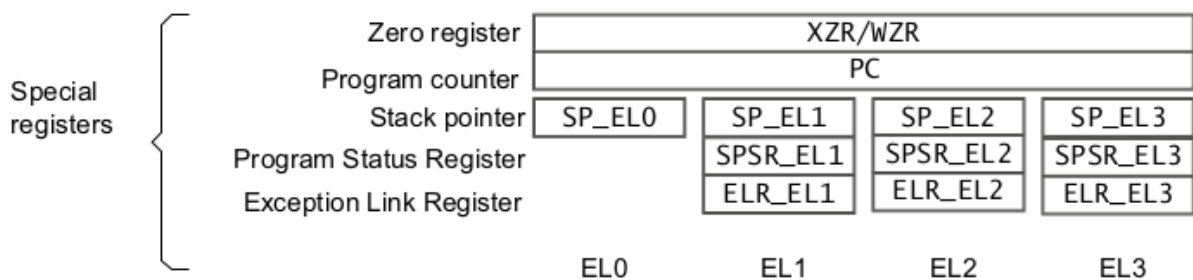 Zero register XZR/WZR
Program counter PC
Special
registers
Stack pointer SP_EL0 SP_EL1 SP_EL2 SP_EL3
Program Status Register SPSR_EL1 SPSR_EL2 SPSR_EL3
Exception Link Register ELR_EL1 ELR_EL2 ELR_EL3
EL0 EL1 EL2 EL3